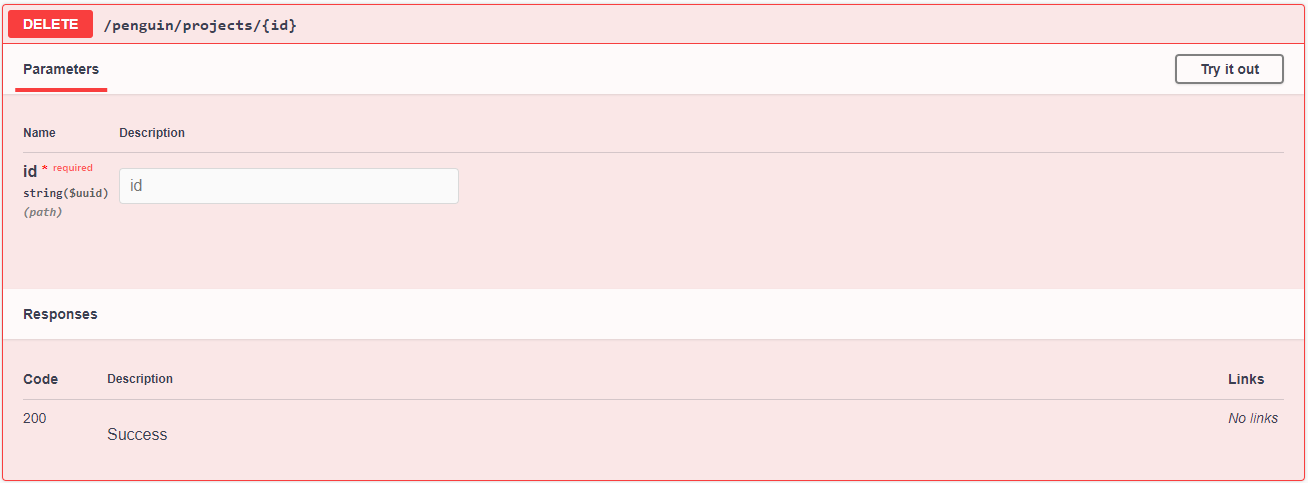 DELETE /penguin/projects/{id}
Parameters Try it out
Name Description
id * required
id
string($uuid)
(path)
Responses
Code Description Links
200 No links
Success